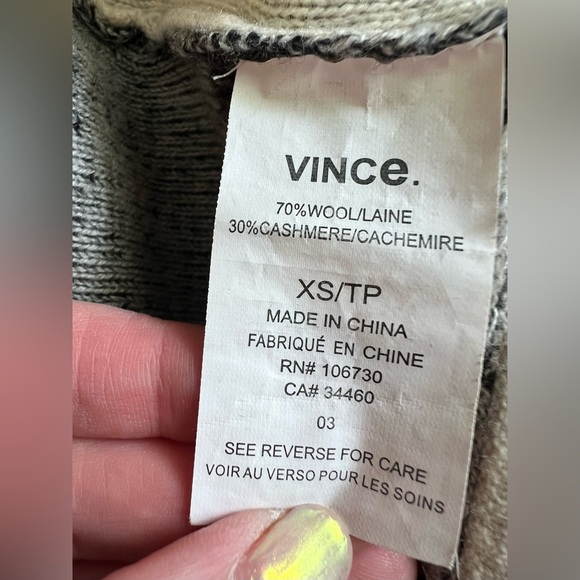 VINCe.
70%WOOL/LAINE
30%CASHMERE/CACHEMIRE
XS/TP
MADE IN CHINA
FABRIQUÉ EN CHINE
RN# 106730
CA# 34460
03
SEE REVERSE FOR CARE
VOIR AU VERSO POUR LES SOINS